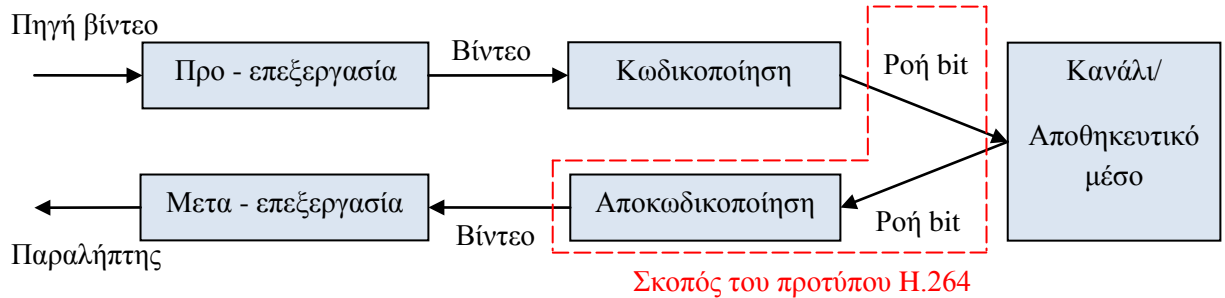 Πηγή βίντεο
Προ - επεξεργασία
Βίντεο
Κωδικοποίηση
Ροή bit
Κανάλι/
Αποθηκευτικό
μέσο
Μετα - επεξεργασία
Βίντεο
Αποκωδικοποίηση
Ροή bit
Παραλήπτης
Σκοπός του προτύπου H.264